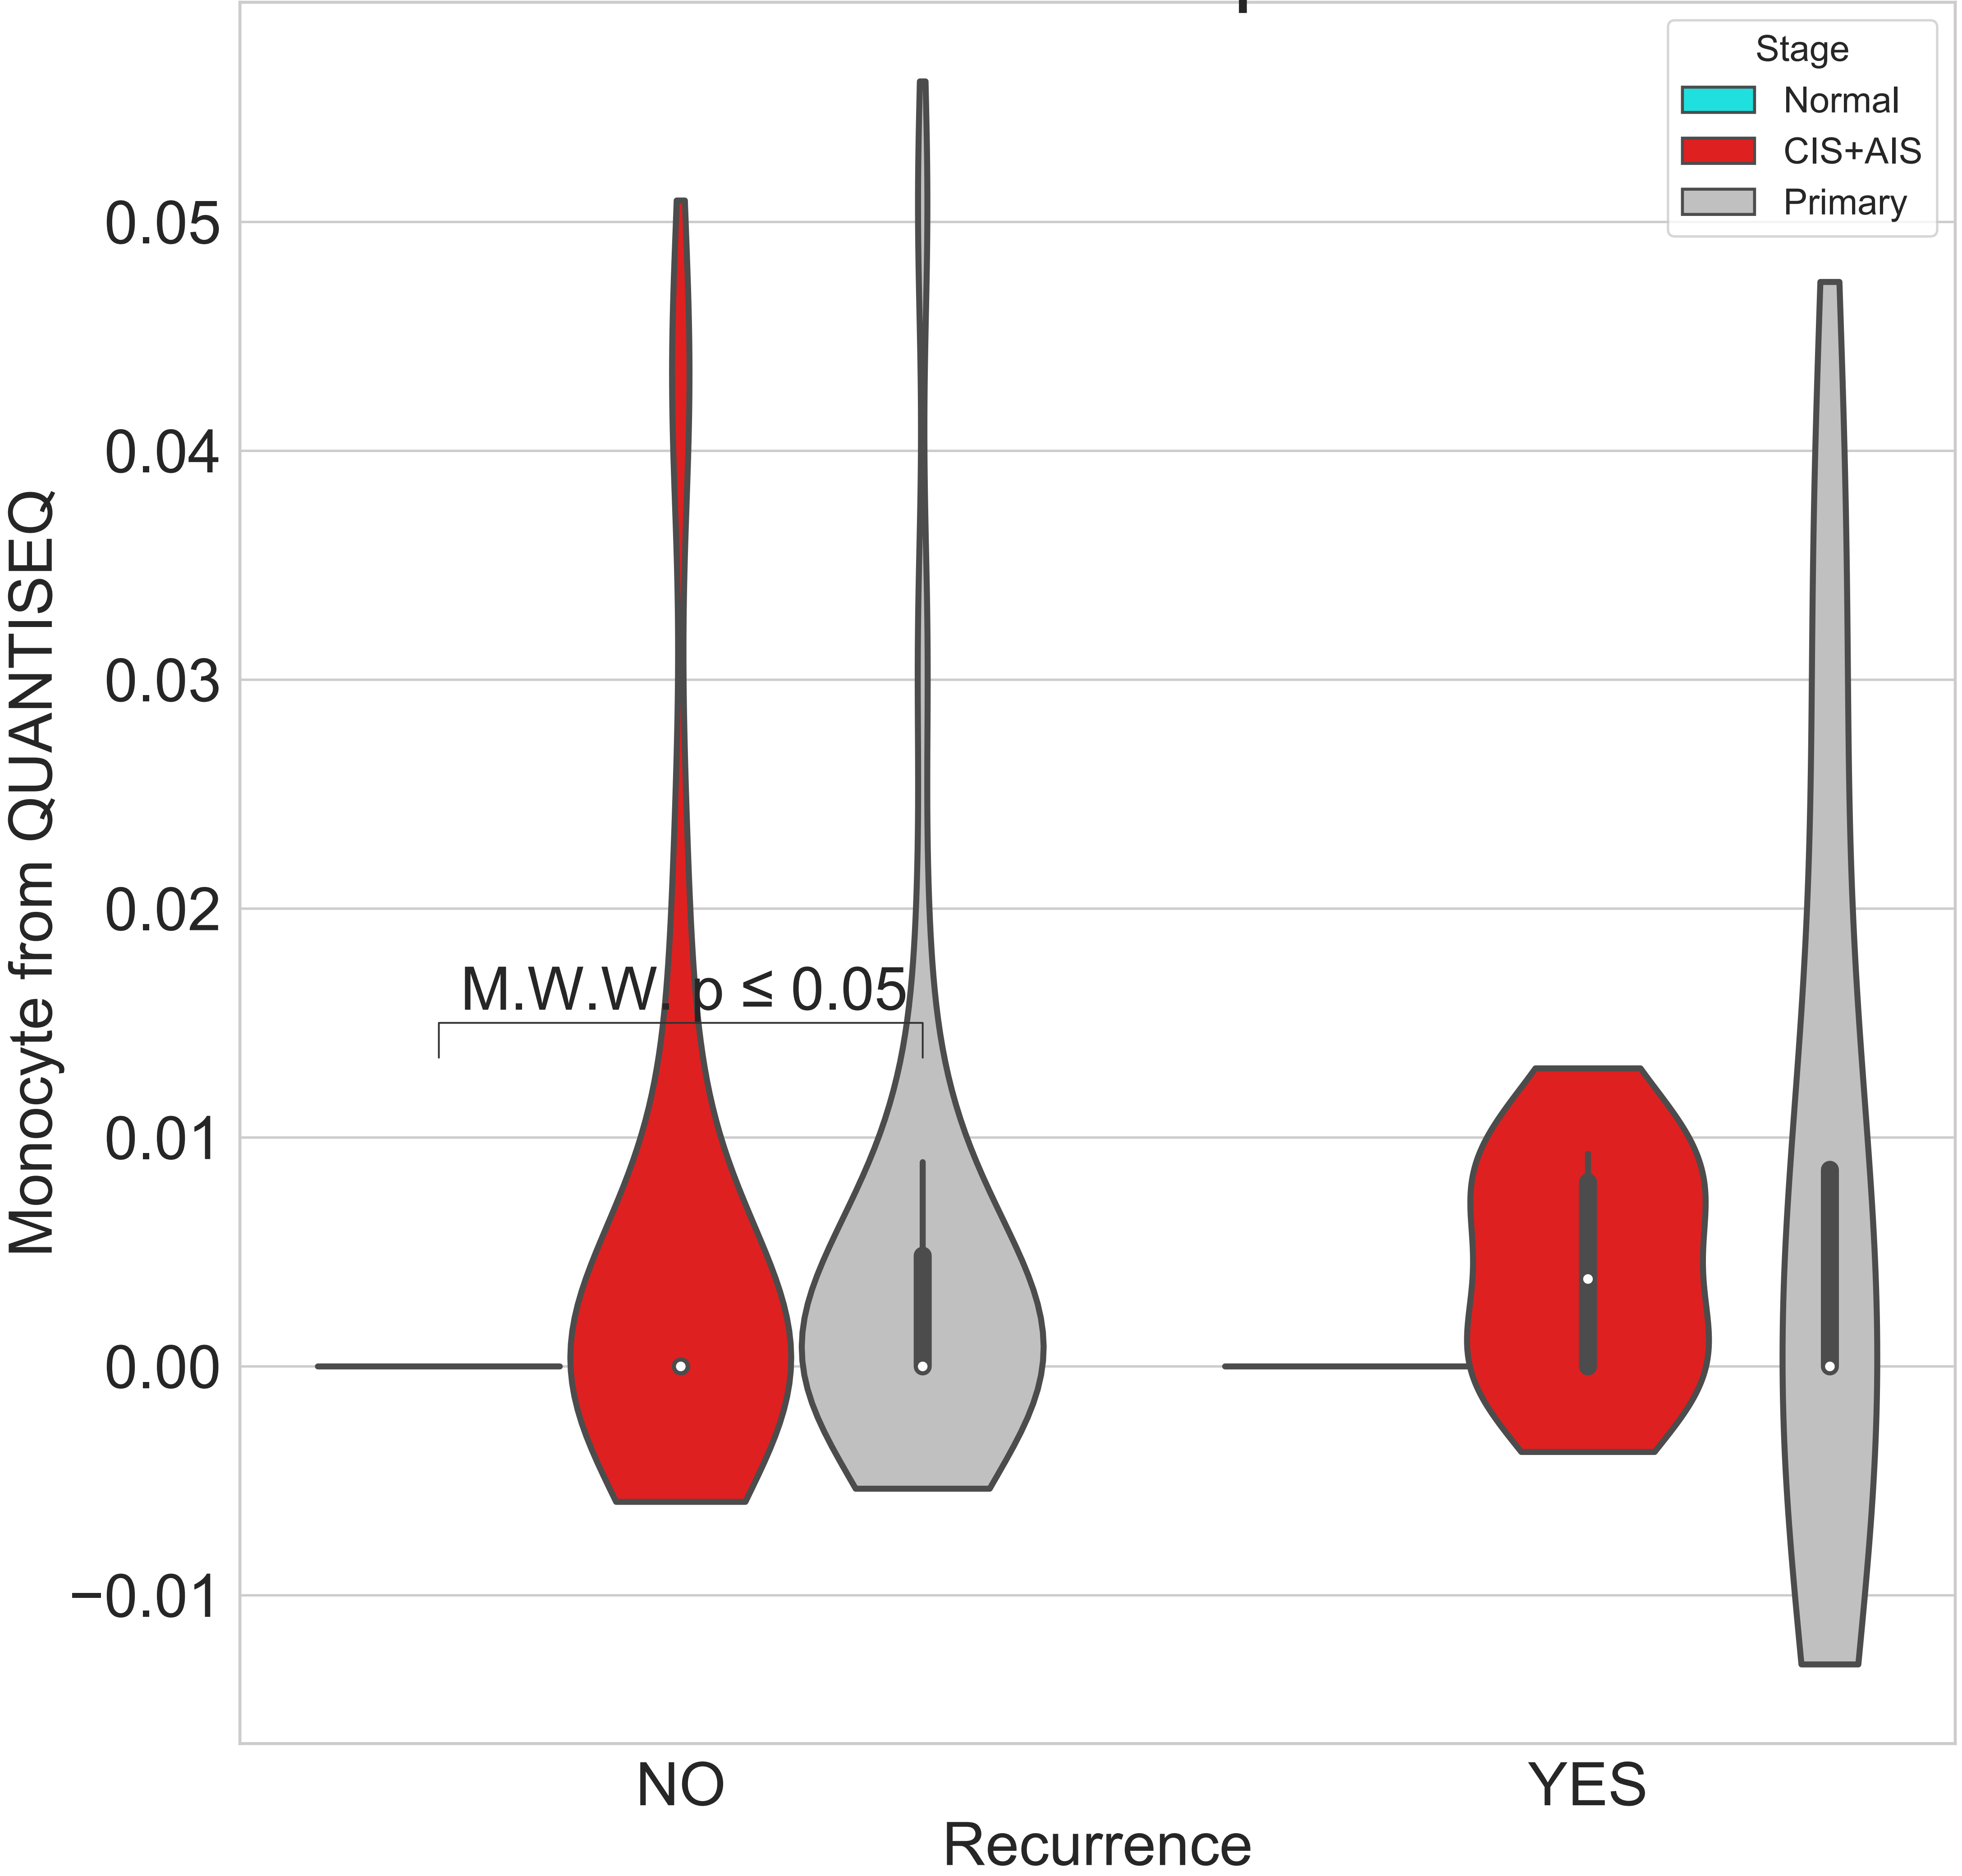 Stage
Normal
CIS+AIS
Primary
0.05
0.04
0.03
0.02
0.01
0.00
−0.01
Monocyte from QUANTISEQ
M.W.W. p ≤ 0.05
NO
YES
Recurrence